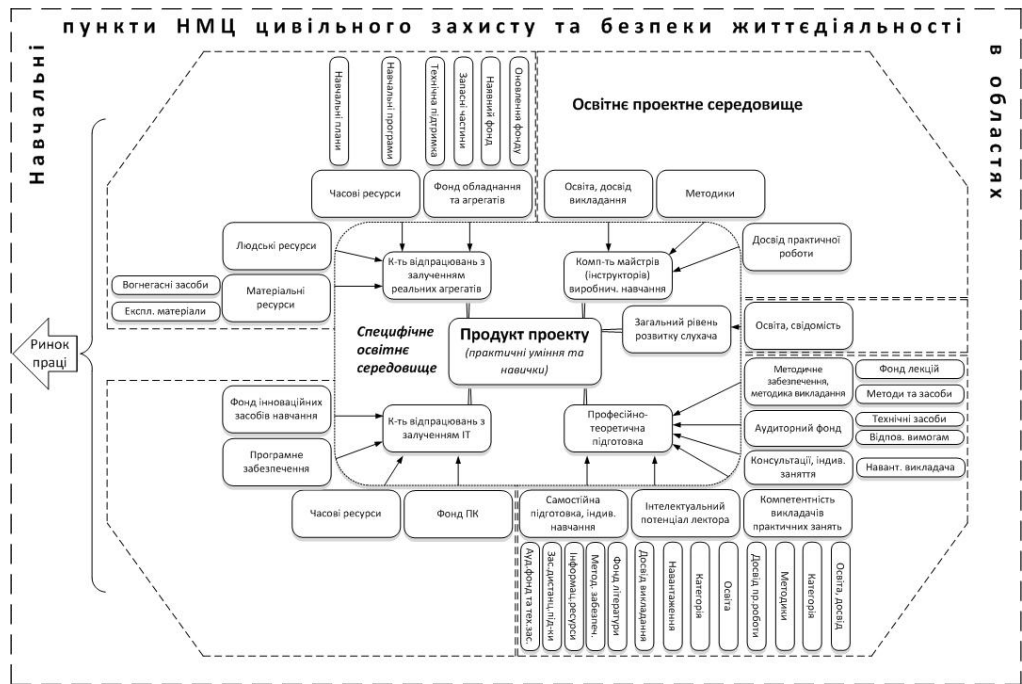 пункти НМЦ цивільного захисту та безпеки життєдіяльності
Навчальні
в областях
Освітнє проектне середовище
Навчальні плани
Навчальні програми
Технічна підтримка
Запасні частини
Наявний фонд
Оновлення фонду
Часові ресурси
Фонд обладнання
та агрегатів
Освіта, досвід
викладання
Методики
Людські ресурси
Досвід практичної
роботи
К-ть відпрацювань з
залученням
реальних агрегатів
Комп-ть майстрів
(інструкторів)
виробнич. навчання
Вогнегасні засоби
Експл. матеріали
Матеріальні
ресурси
Специфічне
освітнє
середовище
Продукт проекту
(практичні уміння та
навички)
Загальний рівень
розвитку слухача
Освіта, свідомість
Ринок
праці
Методичне
забезпечення,
методика викладання
Фонд лекцій
Методи та засоби
Фонд інноваційних
засобів навчання
К-ть відпрацювань з
залученням ІТ
Професійно-
теоретична
підготовка
Аудиторний фонд
Технічні засоби
Відпов. вимогам
Програмне
забезпечення
Консультації, індив.
заняття
Навант. викладача
Часові ресурси
Фонд ПК
Самостійна
підготовка, індив.
навчання
Інтелектуальний
потенціал лектора
Компетентність
викладачів
практичних занять
Ауд.фонд та тех.зас.
Зас.дистанц.під-ки
Інформац.ресурси
Метод. забезпеч.
Фонд літератури
Досвід викладання
Навантаження
Категорія
Освіта
Досвід пр.роботи
Методики
Категорія
Освіта, досвід